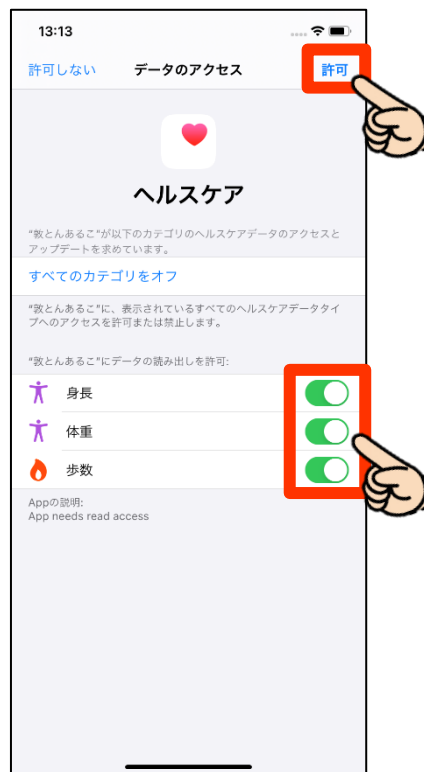 13:13
許可しない データのアクセス 許可
ヘルスケア
“敦とんあるこ”が以下のカテゴリのヘルスケアデータのアクセスと
アップデートを求めています。
すべてのカテゴリをオフ
“敦とんあるこ”に、表示されているすべてのヘルスケアデータタイ
プへのアクセスを許可または禁止します。
“敦とんあるこ”にデータの読み出しを許可:
身長
体重
歩数
Appの説明:
App needs read access